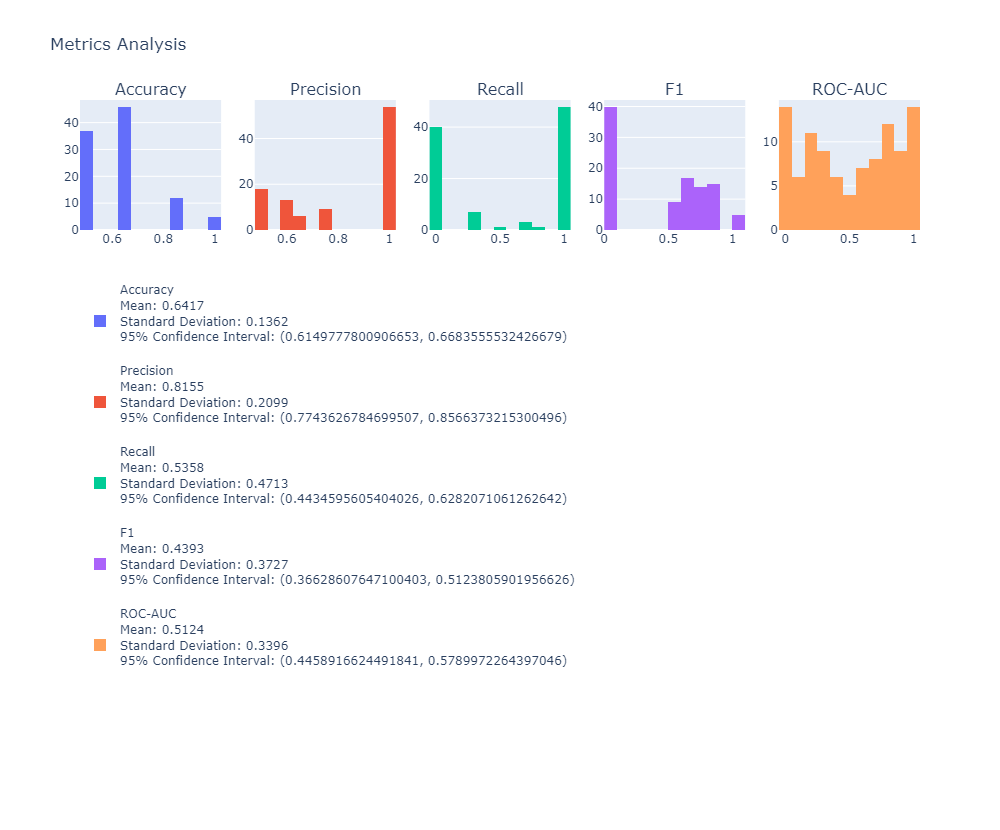 Metrics Analysis
Accuracy Precision Recall F1 ROC-AUC
40
30
20
10
0
0.6 0.8 1
40
20
0
0.6 0.8 1
40
20
0
0 0.5 1
40
30
20
10
0
0 0.5 1
10
5
0
0 0.5 1
Accuracy
Mean: 0.6417
Standard Deviation: 0.1362
95% Confidence Interval: (0.6149777800906653, 0.6683555532426679)
Precision
Mean: 0.8155
Standard Deviation: 0.2099
95% Confidence Interval: (0.7743626784699507, 0.8566373215300496)
Recall
Mean: 0.5358
Standard Deviation: 0.4713
95% Confidence Interval: (0.4434595605404026, 0.6282071061262642)
F1
Mean: 0.4393
Standard Deviation: 0.3727
95% Confidence Interval: (0.36628607647100403, 0.5123805901956626)
ROC-AUC
Mean: 0.5124
Standard Deviation: 0.3396
95% Confidence Interval: (0.4458916624491841, 0.5789972264397046)